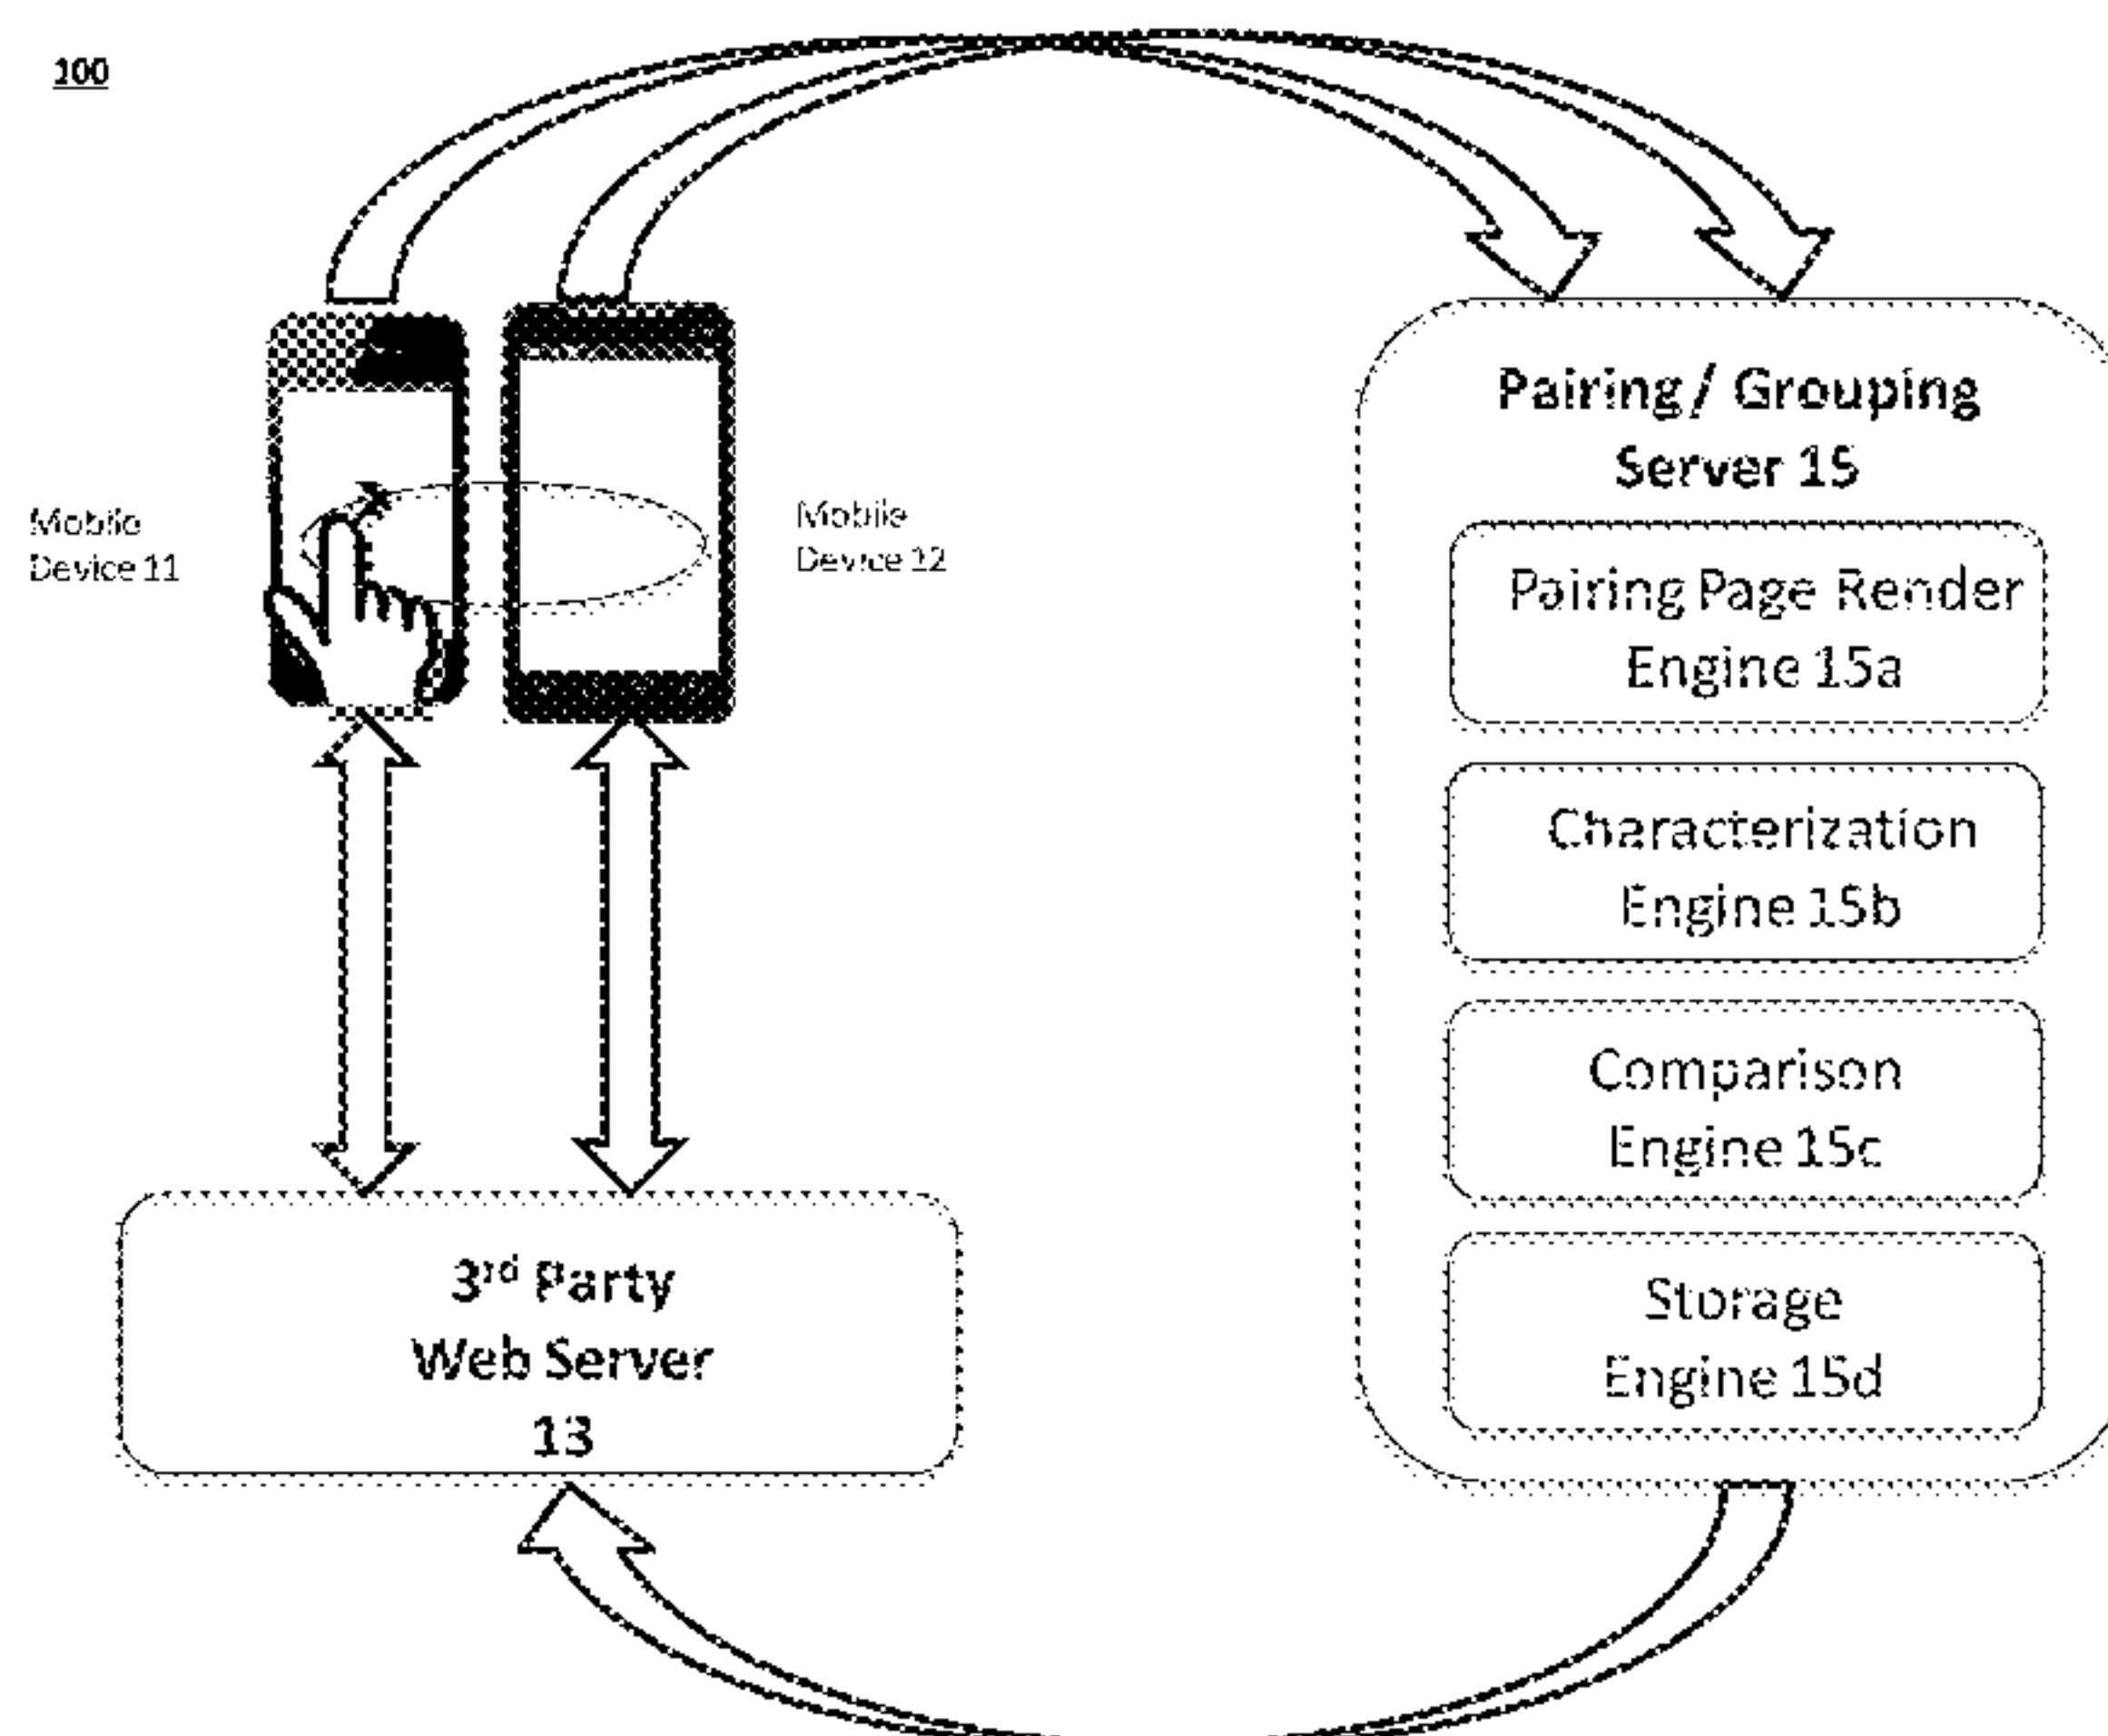 100
Pairing / Grouping
Server 15
Mobile
Device 11
Mobile
Device 12
Pairing Page Render
Engine 15a
Characterization
Engine 15b
Comparison
Engine 15c
Storage
Engine 15d
3rd Party
Web Server
13